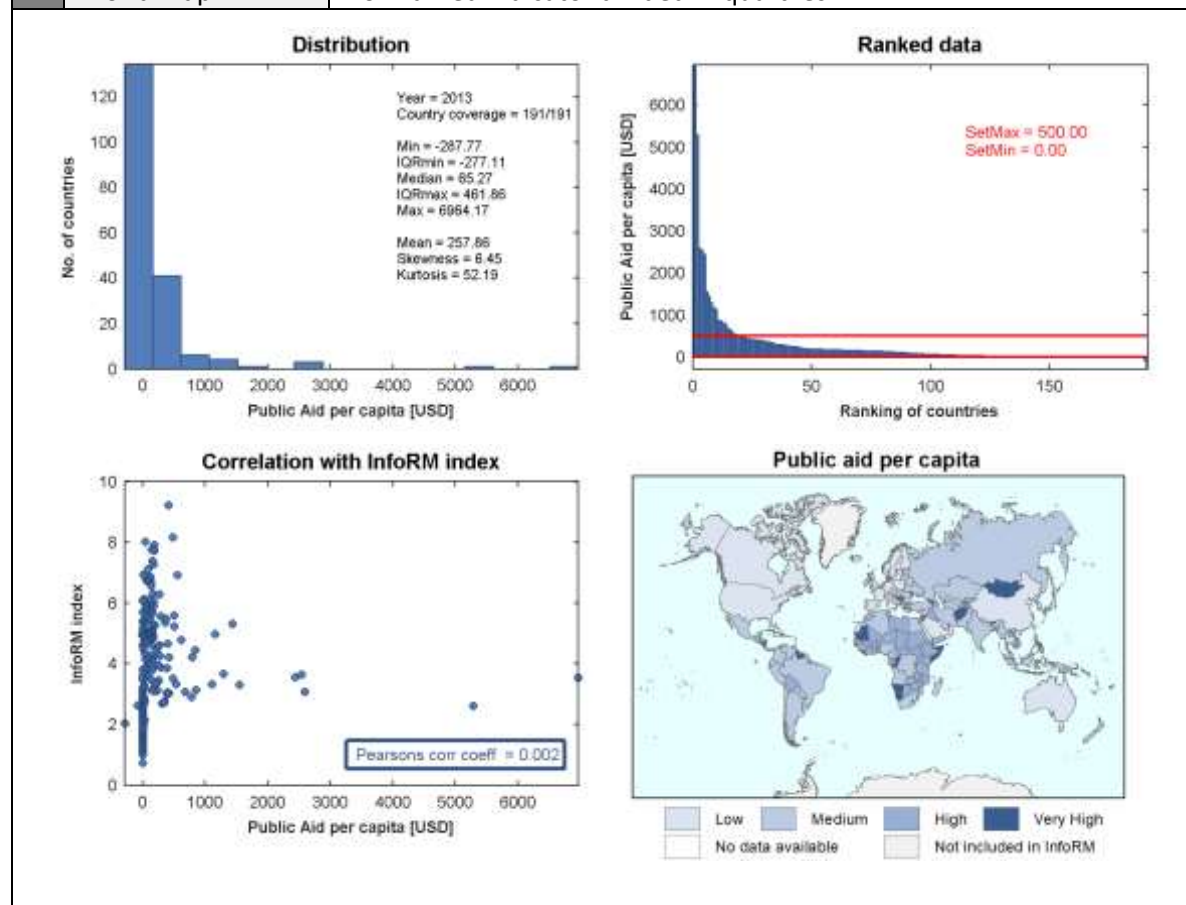 Distribution
120
100
80
60
40
20
0
No. of countries
Year = 2013
Country coverage = 191/191
Min = -287.77
IQRmin = -277.11
Median = 65.27
IQRmax = 461.86
Max = 6964.17
Mean = 257.86
Skewness = 6.45
Kurtosis = 52.19
0 1000 2000 3000 4000 5000 6000
Public Aid per capita [USD]
Ranked data
6000
5000
4000
3000
2000
1000
0
Public Aid per capita [USD]
SetMax = 500.00
SetMin = 0.00
0 50 100 150
Ranking of countries
Correlation with InfoRM index
10
8
6
4
2
0
InfoRM index
Pearsons corr coeff = 0.002
0 1000 2000 3000 4000 5000 6000
Public Aid per capita [USD]
Public aid per capita
Low Medium High Very High
No data available Not included in InfoRM